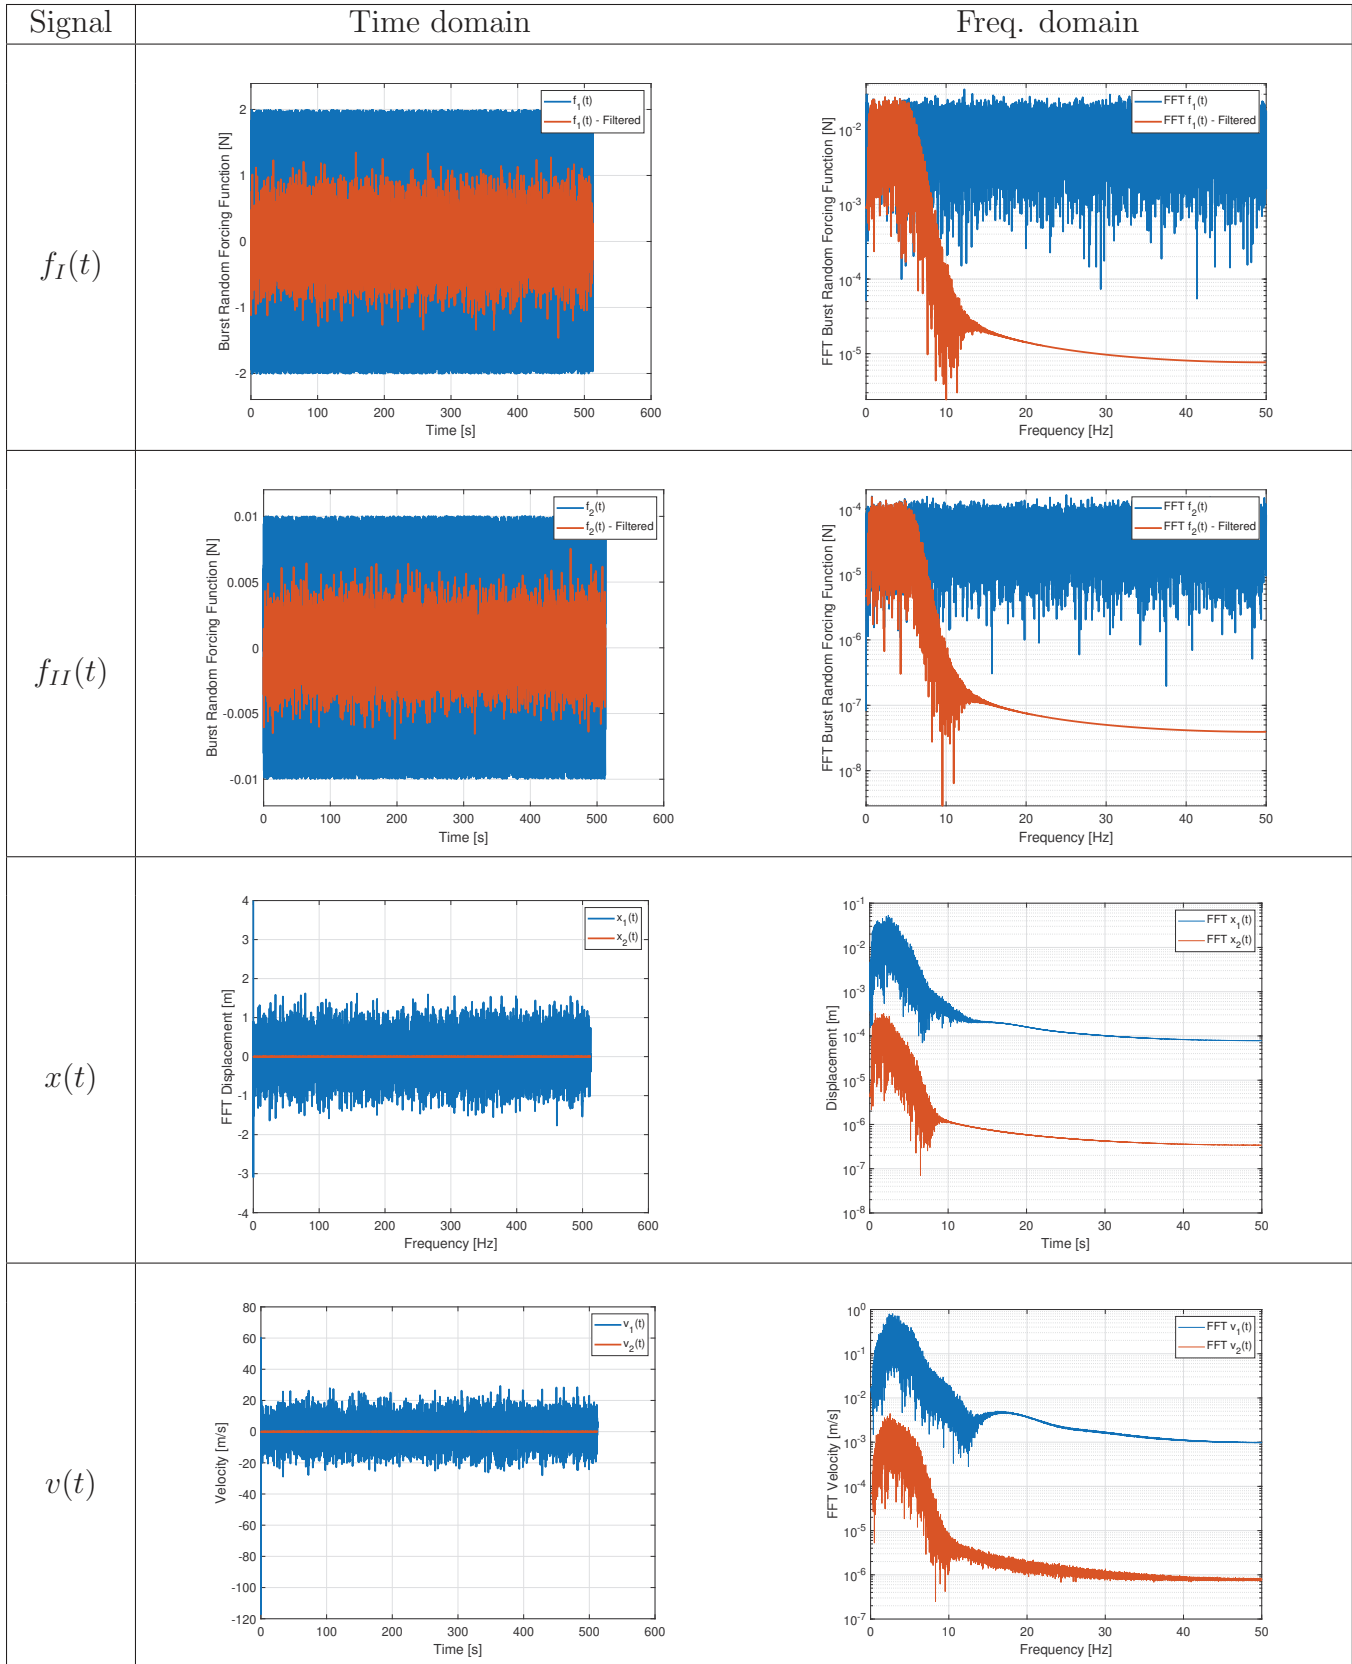 Signal Time domain Freq. domain
f_I(t)
Burst Random Forcing Function [N]
2
1
0
-1
-2
0 100 200 300 400 500 600
Time [s]
f_1(t)
f_1(t) - Filtered
FFT Burst Random Forcing Function [N]
10^-2
10^-3
10^-4
10^-5
0 10 20 30 40 50
Frequency [Hz]
FFT f_1(t)
FFT f_1(t) - Filtered
f_II(t)
Burst Random Forcing Function [N]
0.01
0.005
0
-0.005
-0.01
0 100 200 300 400 500 600
Time [s]
f_2(t)
f_2(t) - Filtered
FFT Burst Random Forcing Function [N]
10^-4
10^-5
10^-6
10^-7
10^-8
0 10 20 30 40 50
Frequency [Hz]
FFT f_2(t)
FFT f_2(t) - Filtered
x(t)
FFT Displacement [m]
4
3
2
1
0
-1
-2
-3
-4
0 100 200 300 400 500 600
Frequency [Hz]
x_1(t)
x_2(t)
Displacement [m]
10^-1
10^-2
10^-3
10^-4
10^-5
10^-6
10^-7
10^-8
0 10 20 30 40 50
Time [s]
FFT x_1(t)
FFT x_2(t)
v(t)
Velocity [m/s]
80
60
40
20
0
-20
-40
-60
-80
-100
-120
0 100 200 300 400 500 600
Time [s]
v_1(t)
v_2(t)
FFT Velocity [m/s]
10^0
10^-1
10^-2
10^-3
10^-4
10^-5
10^-6
10^-7
0 10 20 30 40 50
Frequency [Hz]
FFT v_1(t)
FFT v_2(t)